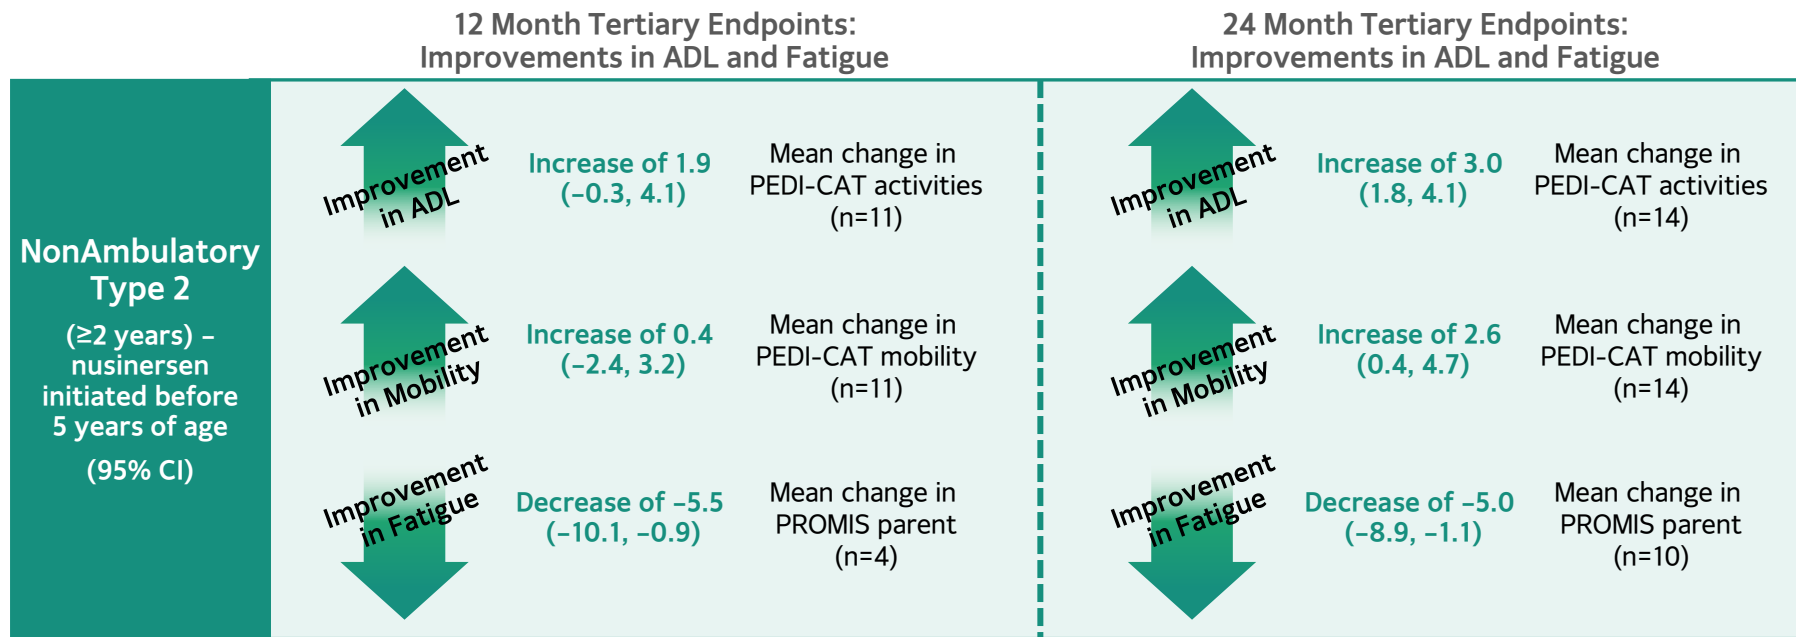 12 Month Tertiary Endpoints:
Improvements in ADL and Fatigue
24 Month Tertiary Endpoints:
Improvements in ADL and Fatigue
NonAmbulatory
Type 2
(≥2 years) –
nusinersen
initiated before
5 years of age
(95% CI)
Improvement
in ADL
Increase of 1.9
(–0.3, 4.1)
Mean change in
PEDI-CAT activities
(n=11)
Improvement
in ADL
Increase of 3.0
(1.8, 4.1)
Mean change in
PEDI-CAT activities
(n=14)
Improvement
in Mobility
Increase of 0.4
(–2.4, 3.2)
Mean change in
PEDI-CAT mobility
(n=11)
Improvement
in Mobility
Increase of 2.6
(0.4, 4.7)
Mean change in
PEDI-CAT mobility
(n=14)
Improvement
in Fatigue
Decrease of –5.5
(–10.1, –0.9)
Mean change in
PROMIS parent
(n=4)
Improvement
in Fatigue
Decrease of –5.0
(–8.9, –1.1)
Mean change in
PROMIS parent
(n=10)